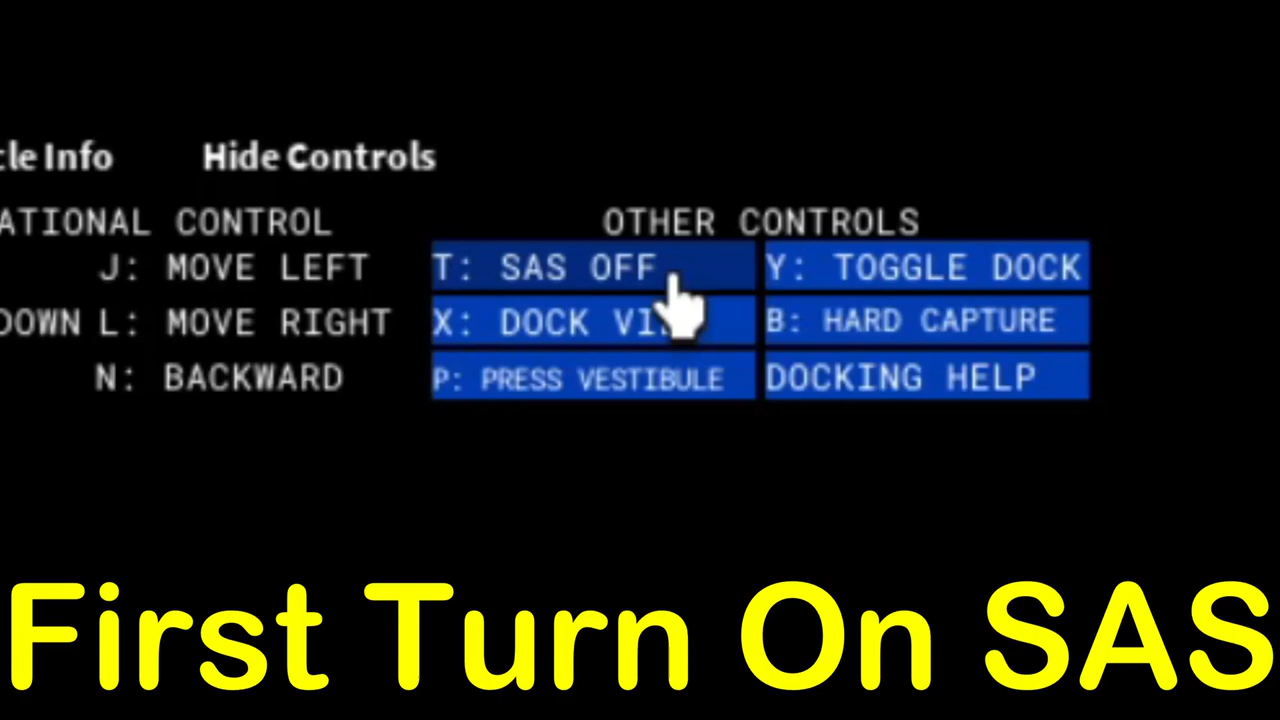 cle Info Hide Controls
ATIONAL CONTROL OTHER CONTROLS
J: MOVE LEFT T: SAS OFF Y: TOGGLE DOCK
DOWN L: MOVE RIGHT X: DOCK VI B: HARD CAPTURE
N: BACKWARD P: PRESS VESTIBULE DOCKING HELP
First Turn On SAS